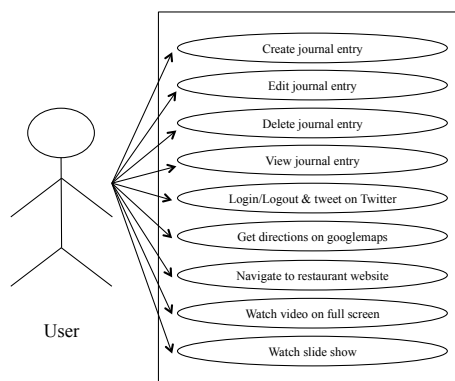 Create journal entry
Edit journal entry
Delete journal entry
View journal entry
Login/Logout & tweet on Twitter
Get directions on googlemaps
Navigate to restaurant website
Watch video on full screen
Watch slide show
User